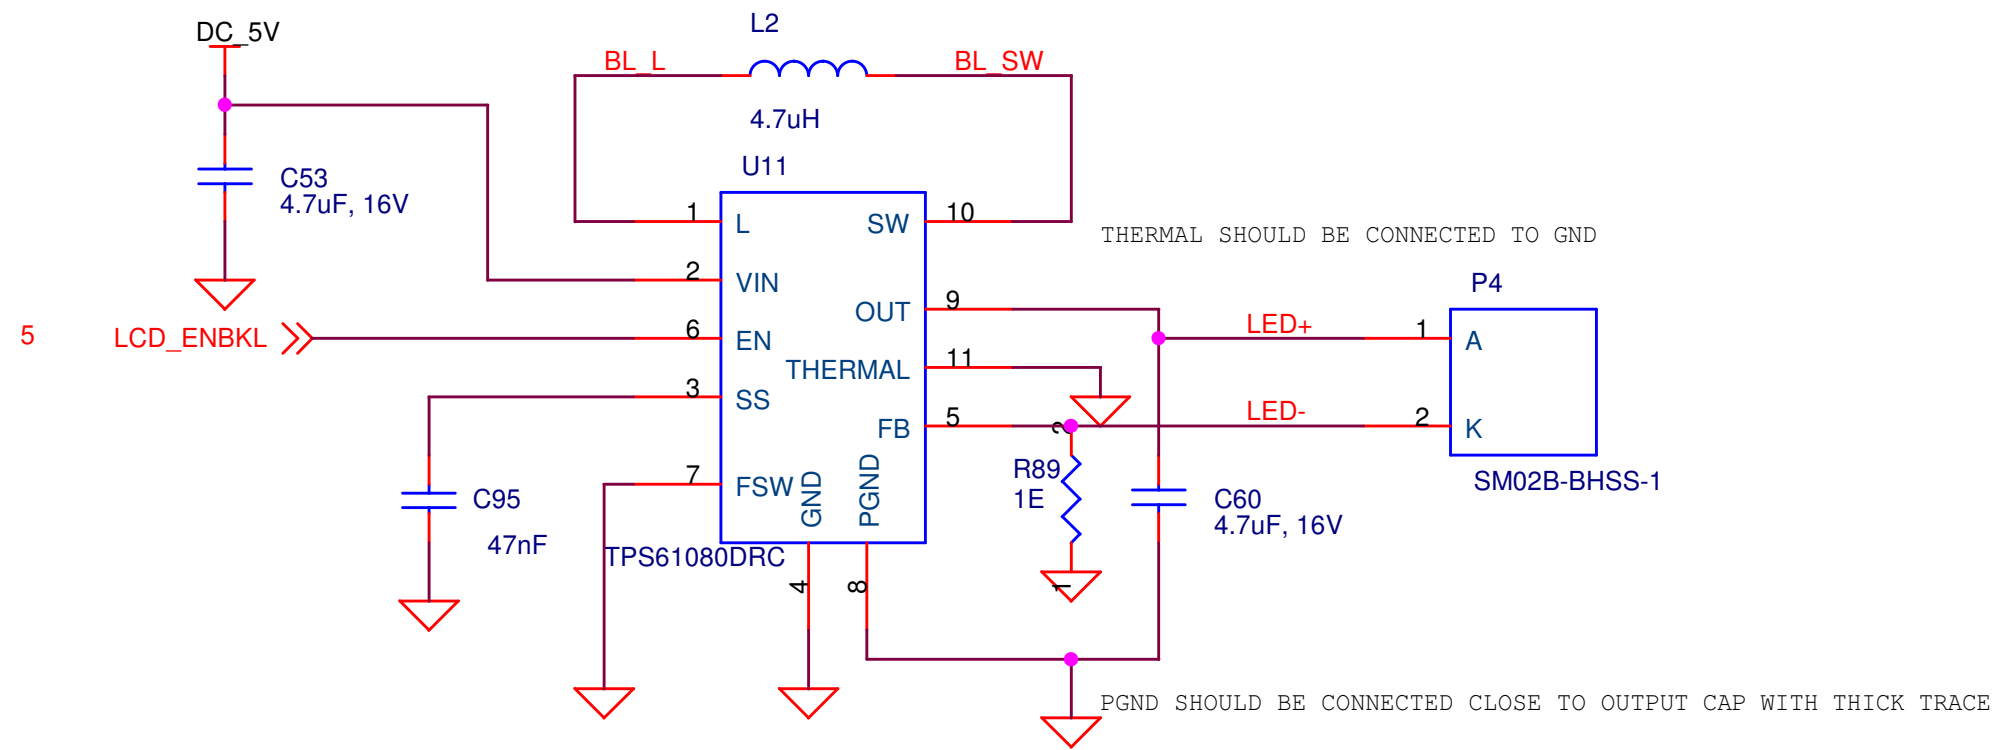 DC_5V
L2
BL_L
BL_SW
4.7uH
U11
C53
4.7uF, 16V
1
L
SW
10
THERMAL SHOULD BE CONNECTED TO GND
2
VIN
P4
OUT
9
5
LCD_ENBKL
6
EN
LED+
1
A
THERMAL
11
3
SS
FB
5
2
LED-
2
K
R89
1E
C95
47nF
7
FSW
GND
PGND
C60
4.7uF, 16V
SM02B-BHSS-1
TPS61080DRC
4
8
1
PGND SHOULD BE CONNECTED CLOSE TO OUTPUT CAP WITH THICK TRACE